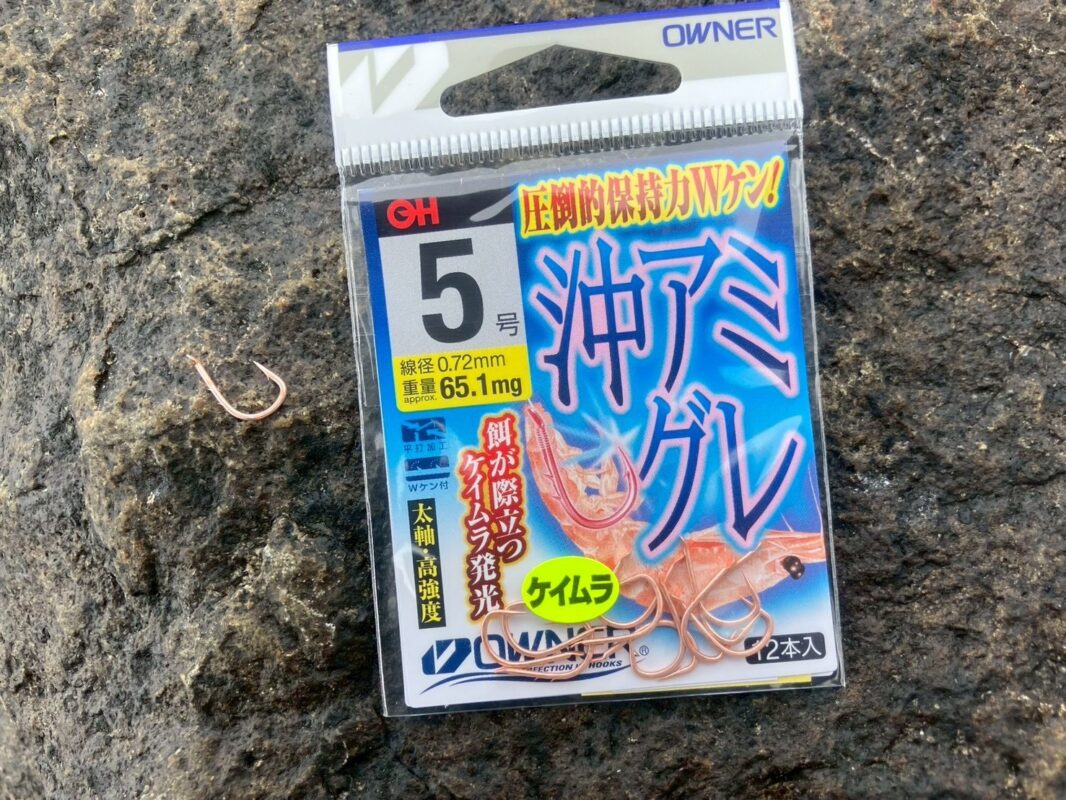 OWNER
OH
圧倒的保持力Wケン!
5号
線径 0.72mm
重量 65.1mg
approx.
沖アミ
グレ
平打加工
Wケン付
太軸・高強度
餌が際立つ
ケイムラ発光
ケイムラ
OWNER®
HOOKS
12本入